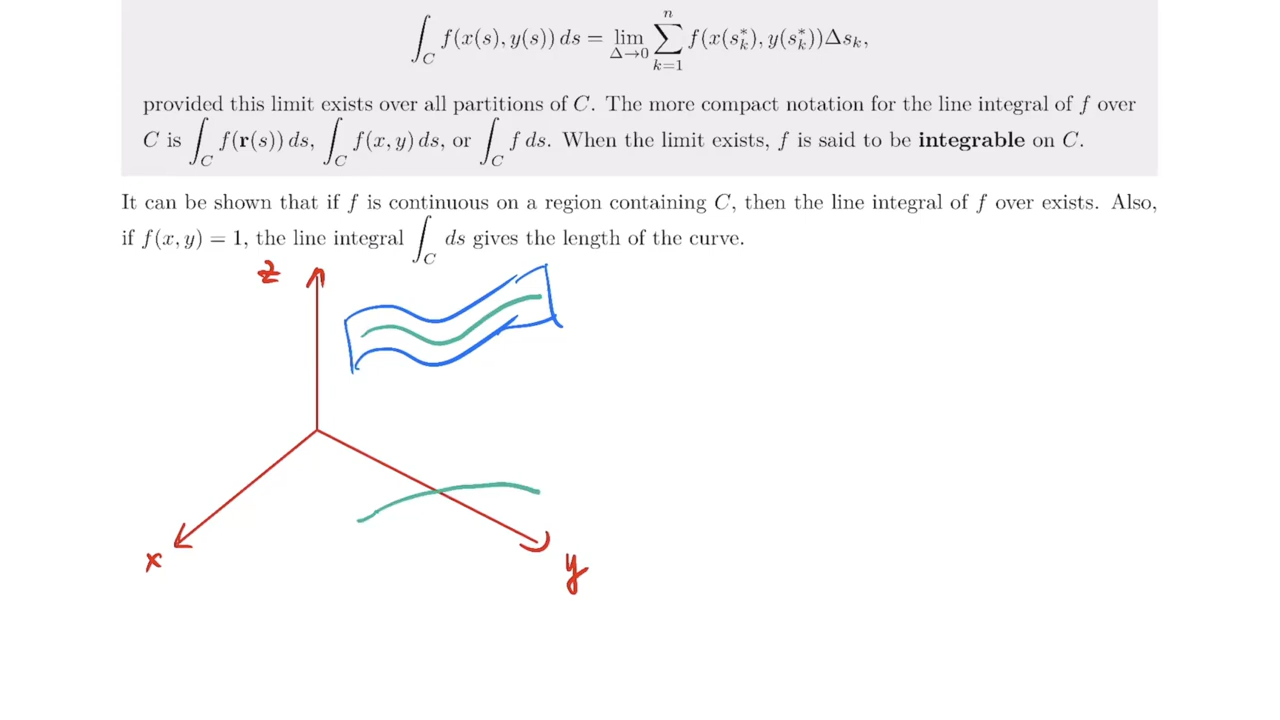 ∫_C f(x(s), y(s)) ds = lim_{Δ→0} ∑_{k=1}^{n} f(x(s_k^*), y(s_k^*))Δs_k,
provided this limit exists over all partitions of C. The more compact notation for the line integral of f over
C is ∫_C f(r(s)) ds, ∫_C f(x, y) ds, or ∫_C f ds. When the limit exists, f is said to be integrable on C.
It can be shown that if f is continuous on a region containing C, then the line integral of f over exists. Also,
if f(x, y) = 1, the line integral ∫_C ds gives the length of the curve.
z
x
y